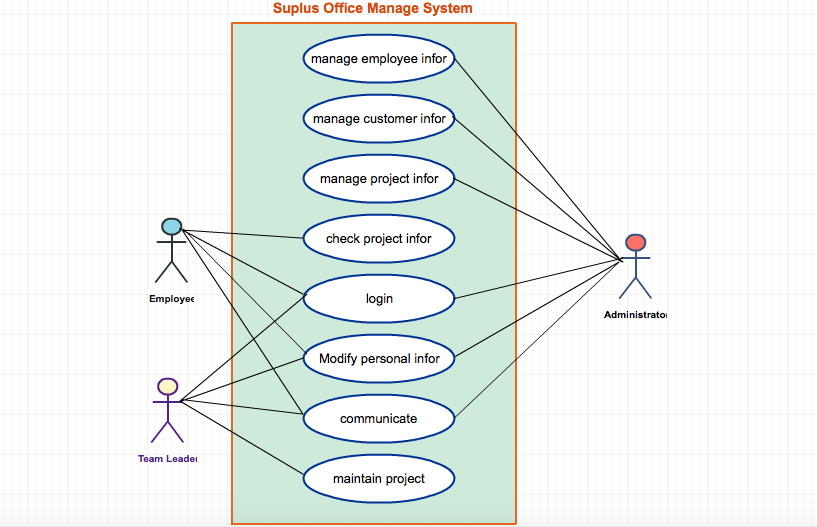 Suplus Office Manage System
manage employee infor
manage customer infor
manage project infor
check project infor
login
Modify personal infor
communicate
maintain project
Employee
Team Leader
Administrator